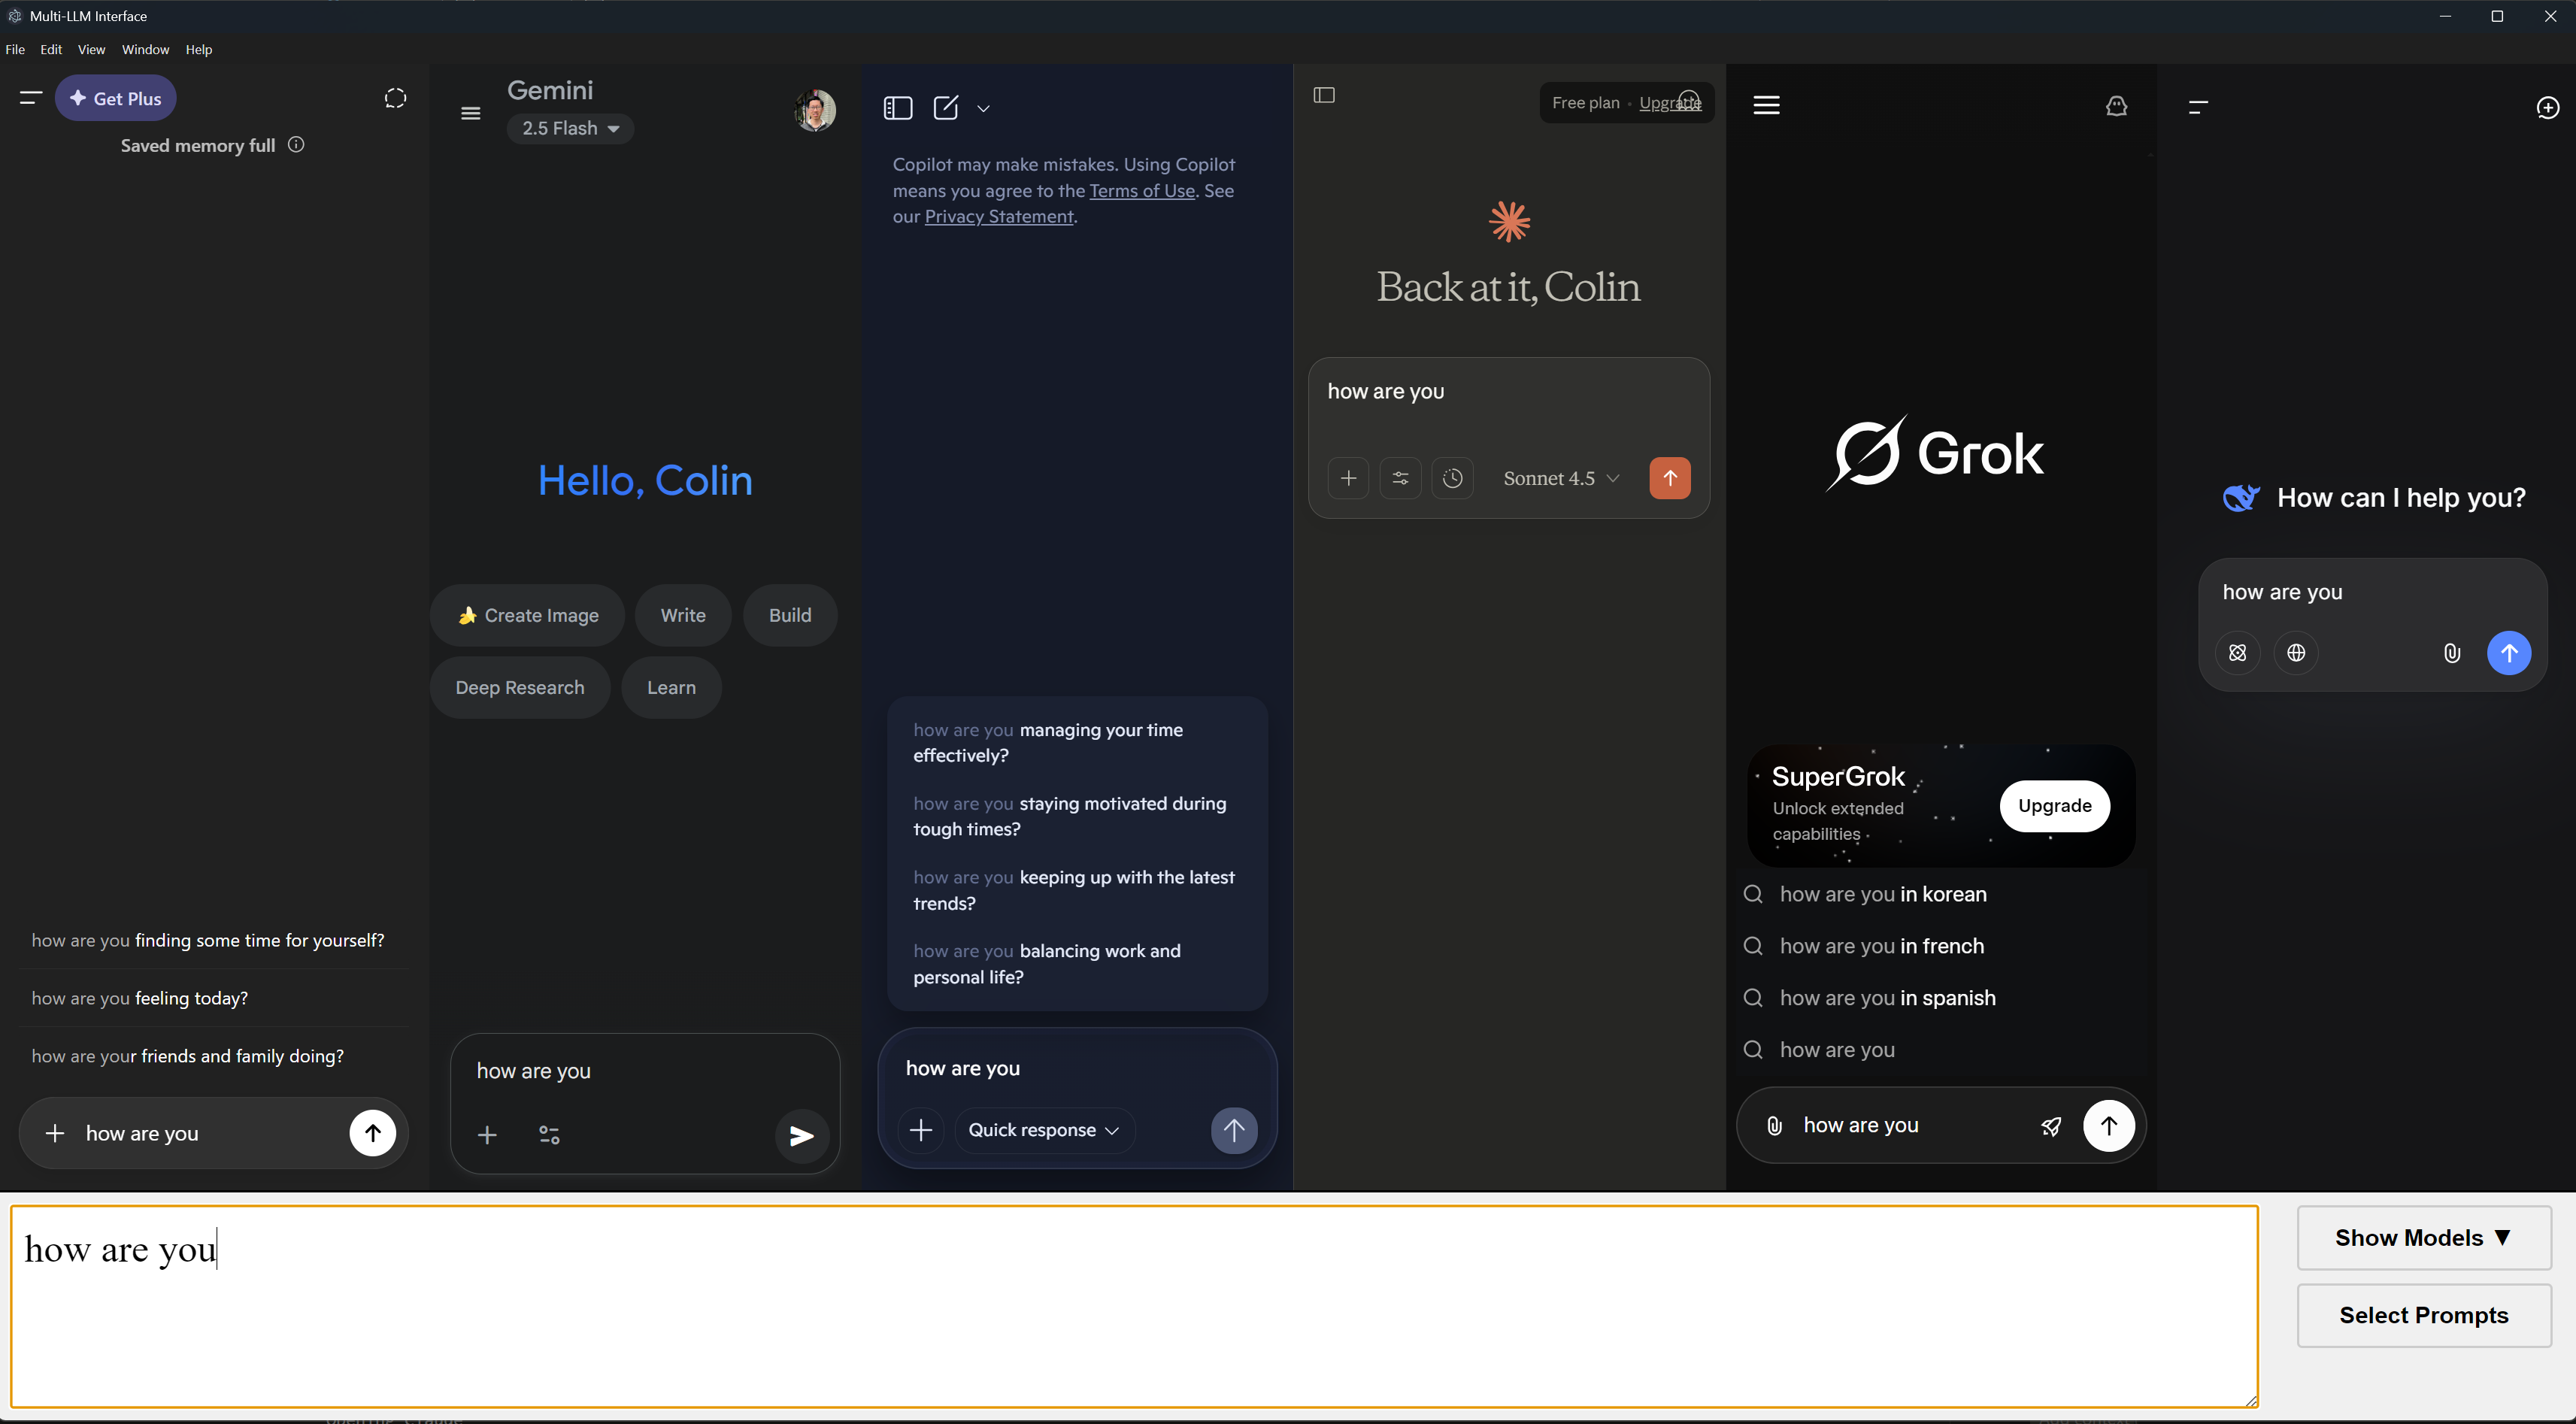 Multi-LLM Interface
File Edit View Window Help
Get Plus
Saved memory full
how are you finding some time for yourself?
how are you feeling today?
how are your friends and family doing?
how are you
Gemini
2.5 Flash
Hello, Colin
Create Image
Write
Build
Deep Research
Learn
how are you
Copilot may make mistakes. Using Copilot
means you agree to the Terms of Use. See
our Privacy Statement.
how are you managing your time
effectively?
how are you staying motivated during
tough times?
how are you keeping up with the latest
trends?
how are you balancing work and
personal life?
how are you
Quick response
Free plan · Upgrade
Back at it, Colin
how are you
Sonnet 4.5
Grok
SuperGrok
Unlock extended
capabilities
Upgrade
how are you in korean
how are you in french
how are you in spanish
how are you
how are you
How can I help you?
how are you
how are you
Show Models ▼
Select Prompts